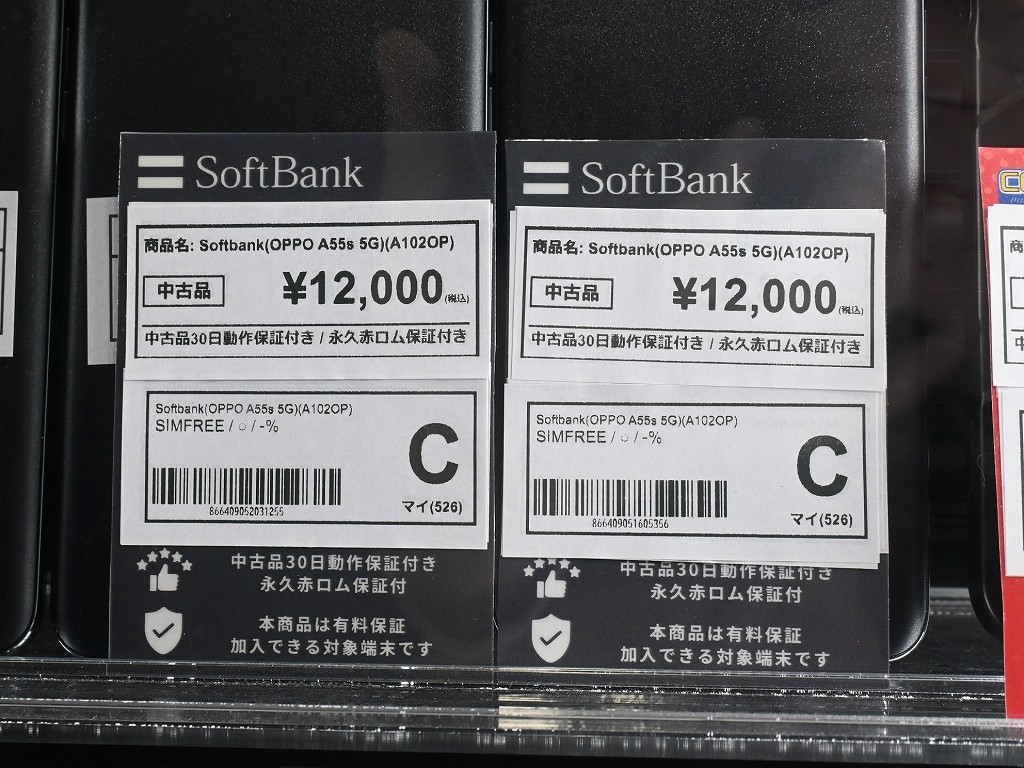 SoftBank
商品名: Softbank(OPPO A55s 5G)(A102OP)
中古品
¥12,000(税込)
中古品30日動作保証付き / 永久赤ロム保証付き
Softbank(OPPO A55s 5G)(A102OP)
SIMFREE / ○ / -%
C
866409052031255
マイ(526)
中古品30日動作保証付き
永久赤ロム保証付
本商品は有料保証
加入できる対象端末です
SoftBank
商品名: Softbank(OPPO A55s 5G)(A102OP)
中古品
¥12,000(税込)
中古品30日動作保証付き / 永久赤ロム保証付き
Softbank(OPPO A55s 5G)(A102OP)
SIMFREE / ○ / -%
C
866409051605356
マイ(526)
中古品30日動作保証付き
永久赤ロム保証付
本商品は有料保証
加入できる対象端末です